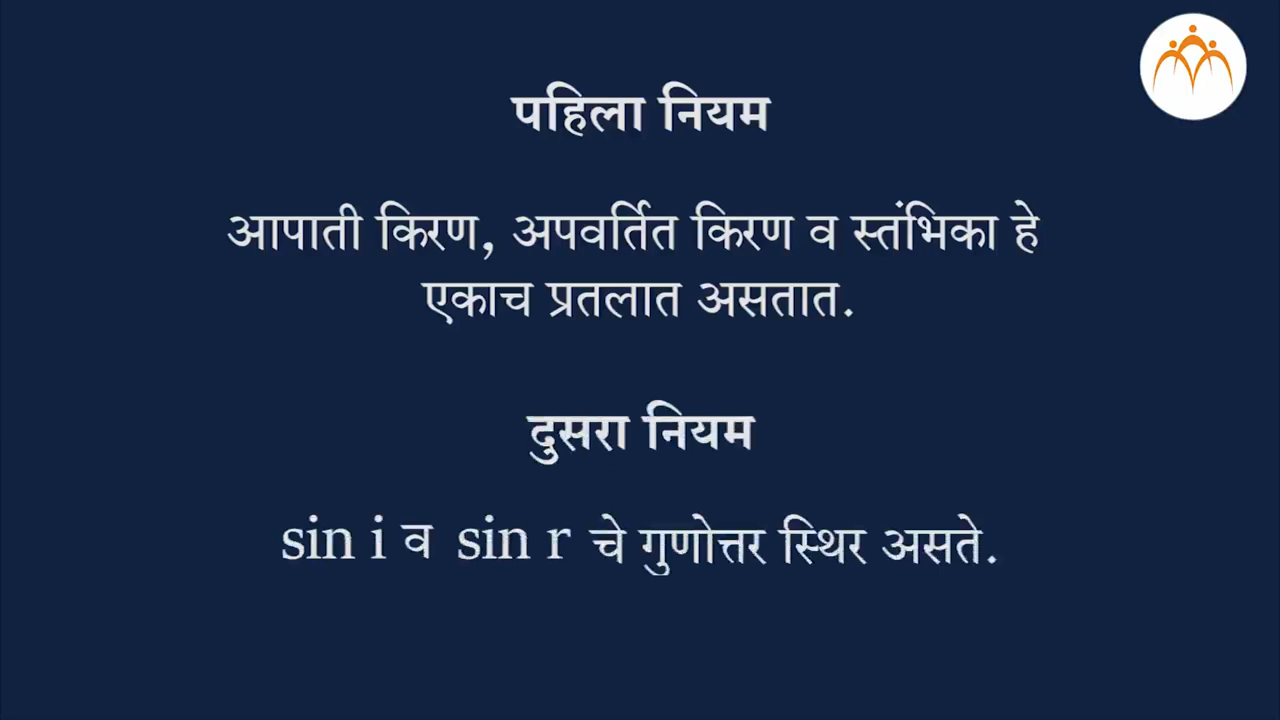 पहिला नियम
आपाती किरण, अपवर्तित किरण व स्तंभिका हे
एकाच प्रतलात असतात.
दुसरा नियम
sin i व sin r चे गुणोत्तर स्थिर असते.